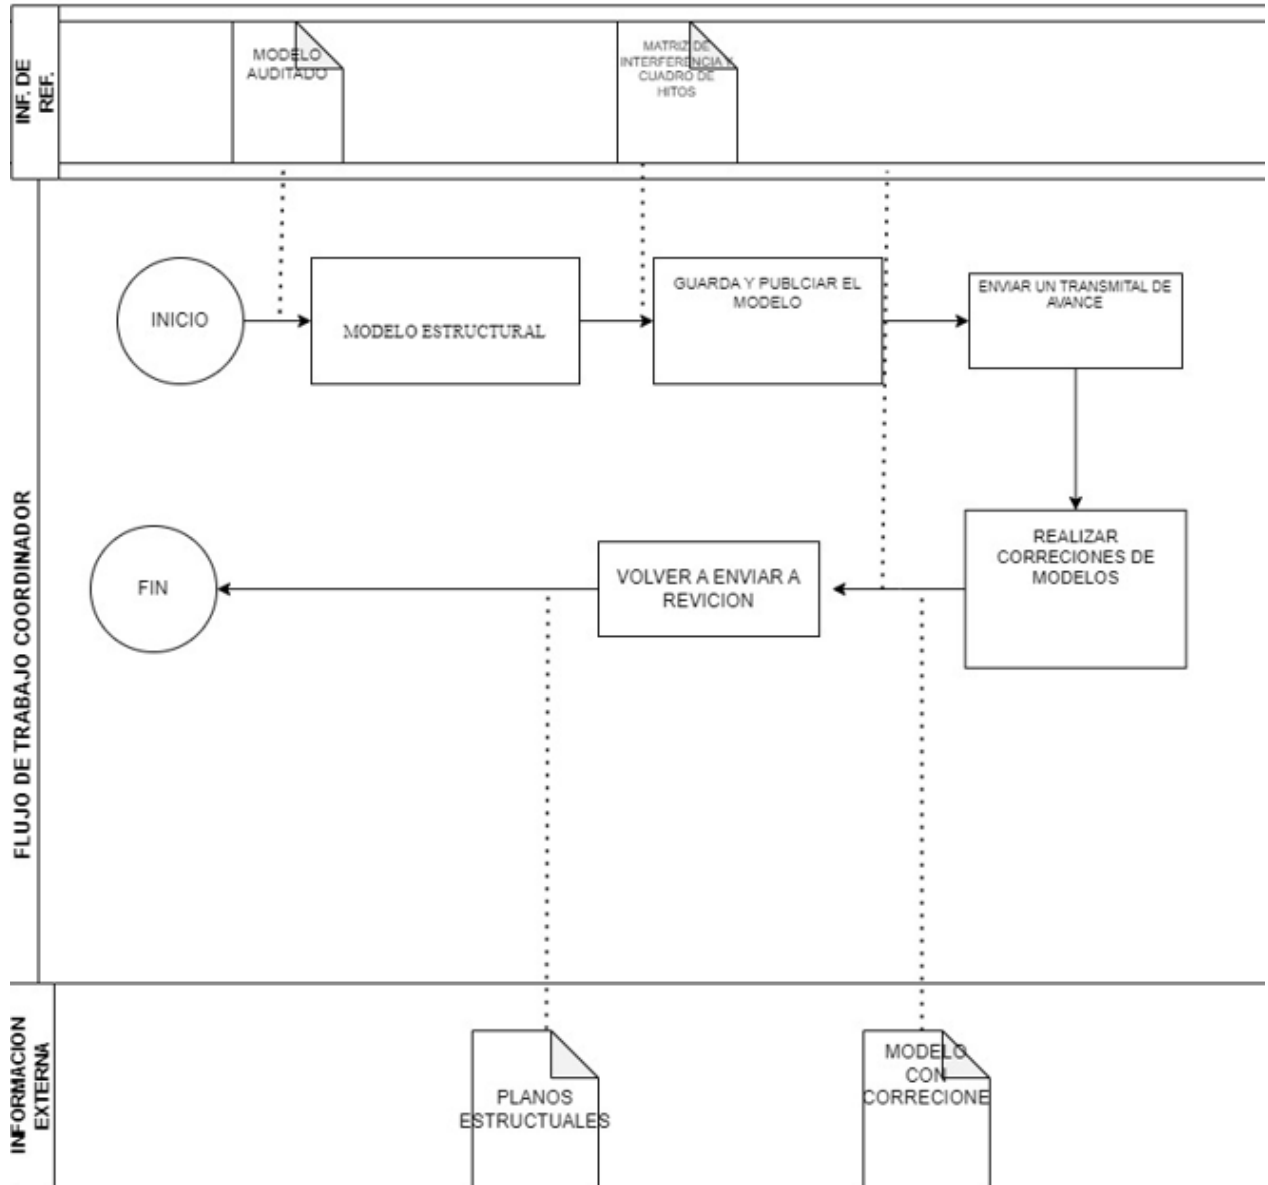 INF. DE
REF.
MODELO
AUDITADO
MATRIZ DE
INTERFERENCIA Y
CUADRO DE
HITOS
FLUJO DE TRABAJO COORDINADOR
INICIO
MODELO ESTRUCTURAL
GUARDA Y PUBLCIAR EL
MODELO
ENVIAR UN TRANSMITAL DE
AVANCE
REALIZAR
CORRECIONES DE
MODELOS
VOLVER A ENVIAR A
REVICION
FIN
INFORMACION
EXTERNA
PLANOS
ESTRUCTUALES
MODELO
CON
CORRECIONE